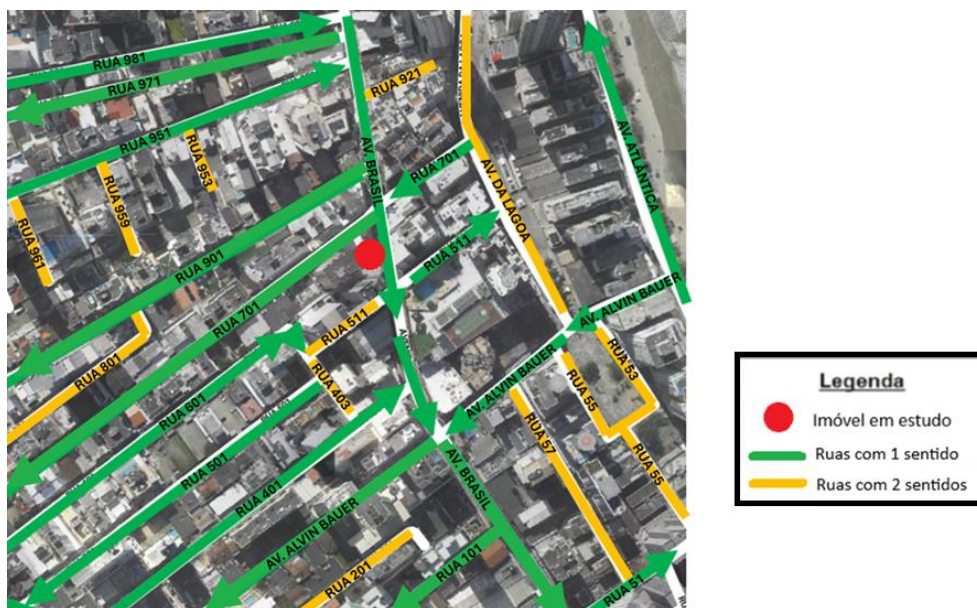 RUA 981
RUA 971
RUA 921
RUA 951
RUA 953
AV. BRASIL
RUA 701
AV. DA LAGOA
AV. ATLÂNTICA
RUA 959
RUA 961
RUA 901
RUA 511
RUA 701
AV. ALVIN BAUER
RUA 511
RUA 801
RUA 601
RUA 403
AV. ALVIN BAUER
RUA 53
RUA 55
RUA 501
RUA 401
RUA 57
AV. BRASIL
RUA 55
AV. ALVIN BAUER
RUA 201
RUA 101
RUA 51
Legenda
Imóvel em estudo
Ruas com 1 sentido
Ruas com 2 sentidos